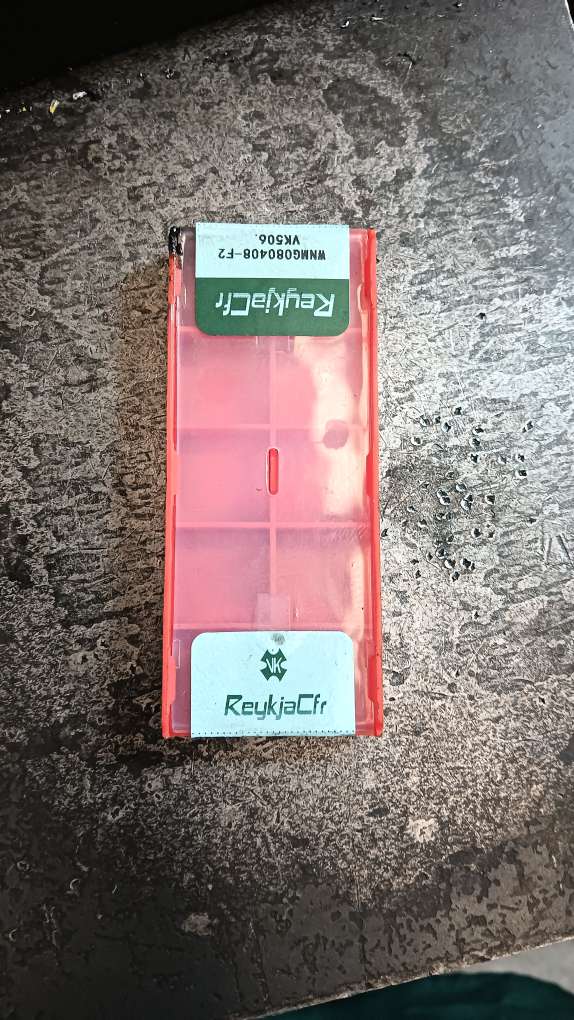 ReykjaCfr
WNMG080408-F2
VK506.
VK
ReykjaCfr